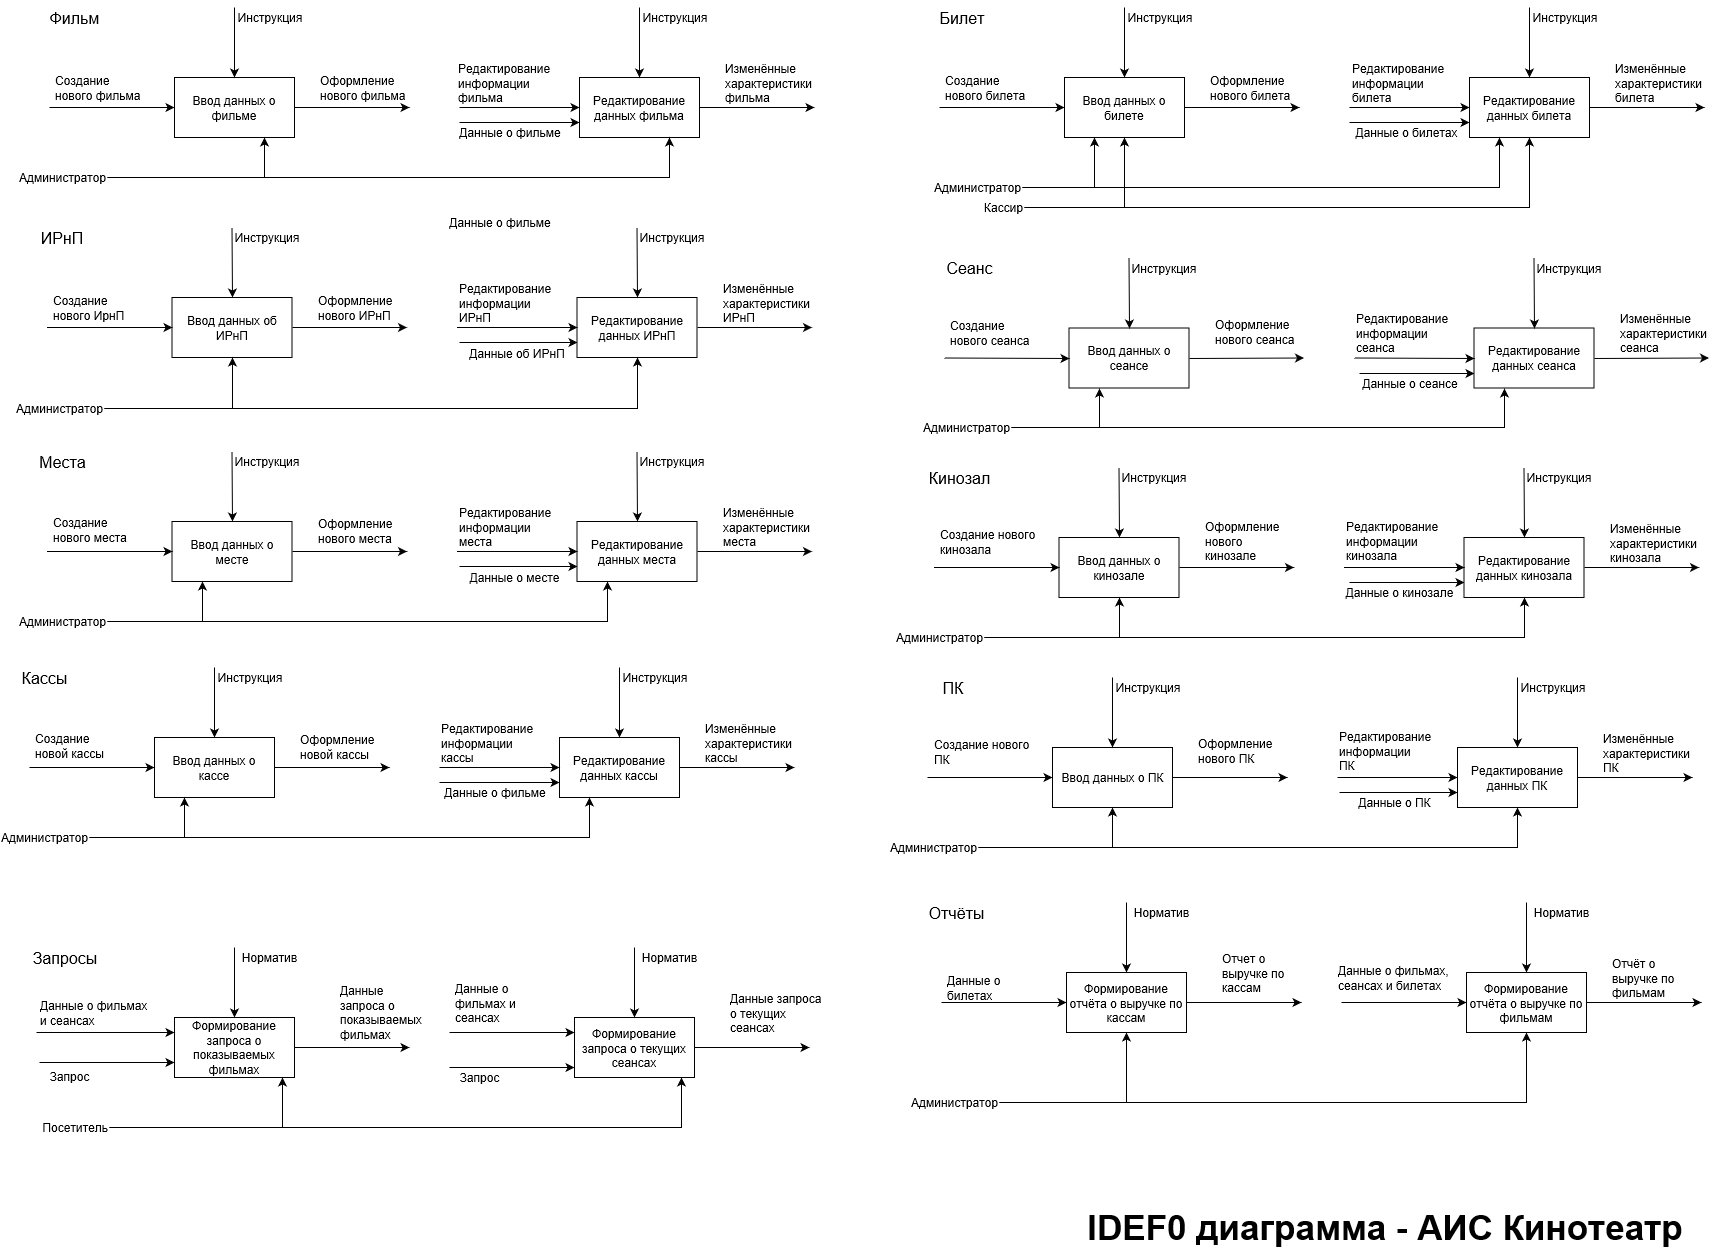 Фильм
Инструкция
Инструкция
Создание
нового фильма
Ввод данных о
фильме
Оформление
нового фильма
Редактирование
информации
фильма
Данные о фильме
Редактирование
данных фильма
Изменённые
характеристики
фильма
Администратор
Билет
Инструкция
Инструкция
Создание
нового билета
Ввод данных о
билете
Оформление
нового билета
Редактирование
информации
билета
Данные о билетах
Редактирование
данных билета
Изменённые
характеристики
билета
Администратор
Кассир
Данные о фильме
ИРнП
Инструкция
Инструкция
Создание
нового ИрнП
Ввод данных об
ИРнП
Оформление
нового ИРнП
Редактирование
информации
ИРнП
Данные об ИРнП
Редактирование
данных ИРнП
Изменённые
характеристики
ИРнП
Администратор
Сеанс
Инструкция
Инструкция
Создание
нового сеанса
Ввод данных о
сеансе
Оформление
нового сеанса
Редактирование
информации
сеанса
Данные о сеансе
Редактирование
данных сеанса
Изменённые
характеристики
сеанса
Администратор
Места
Инструкция
Инструкция
Создание
нового места
Ввод данных о
месте
Оформление
нового места
Редактирование
информации
места
Данные о месте
Редактирование
данных места
Изменённые
характеристики
места
Администратор
Кинозал
Инструкция
Инструкция
Создание нового
кинозала
Ввод данных о
кинозале
Оформление
нового
кинозале
Редактирование
информации
кинозала
Данные о кинозале
Редактирование
данных кинозала
Изменённые
характеристики
кинозала
Администратор
Кассы
Инструкция
Инструкция
Создание
новой кассы
Ввод данных о
кассе
Оформление
новой кассы
Редактирование
информации
кассы
Данные о фильме
Редактирование
данных кассы
Изменённые
характеристики
кассы
Администратор
ПК
Инструкция
Инструкция
Создание нового
ПК
Ввод данных о ПК
Оформление
нового ПК
Редактирование
информации
ПК
Данные о ПК
Редактирование
данных ПК
Изменённые
характеристики
ПК
Администратор
Запросы
Норматив
Норматив
Данные о фильмах
и сеансах
Запрос
Формирование
запроса о
показываемых
фильмах
Данные
запроса о
показываемых
фильмах
Данные о
фильмах и
сеансах
Запрос
Формирование
запроса о текущих
сеансах
Данные запроса
о текущих
сеансах
Посетитель
Отчёты
Норматив
Норматив
Данные о
билетах
Формирование
отчёта о выручке по
кассам
Отчет о
выручке по
кассам
Данные о фильмах,
сеансах и билетах
Формирование
отчёта о выручке по
фильмам
Отчёт о
выручке по
фильмам
Администратор
IDEF0 диаграмма - АИС Кинотеатр